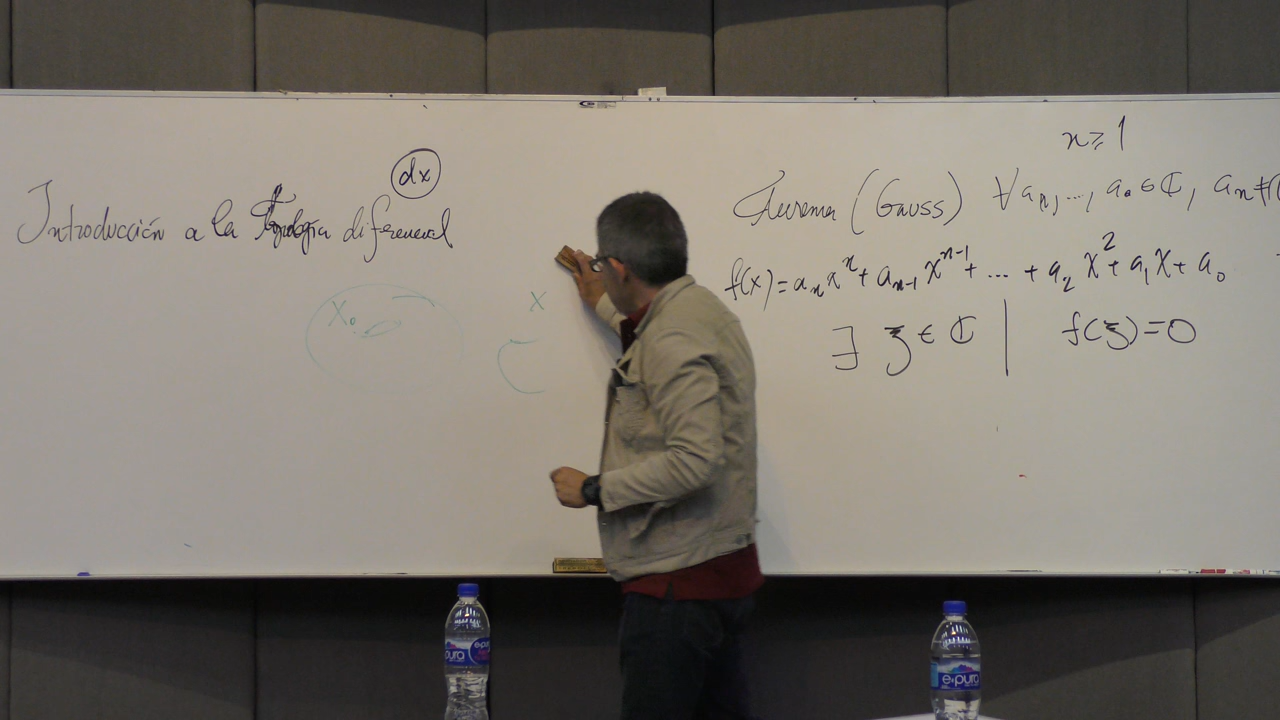 dx
Introducción a la Topología diferencial
X₀
x
n ≥ 1
Teorema (Gauss) ∀ aₙ, ..., a₀ ∈ ℂ, aₙ ≠
f(x) = aₙxⁿ + aₙ₋₁xⁿ⁻¹ + ... + a₂x² + a₁x + a₀
∃ ξ ∈ ℂ | f(ξ) = 0
e·pura
e·pura